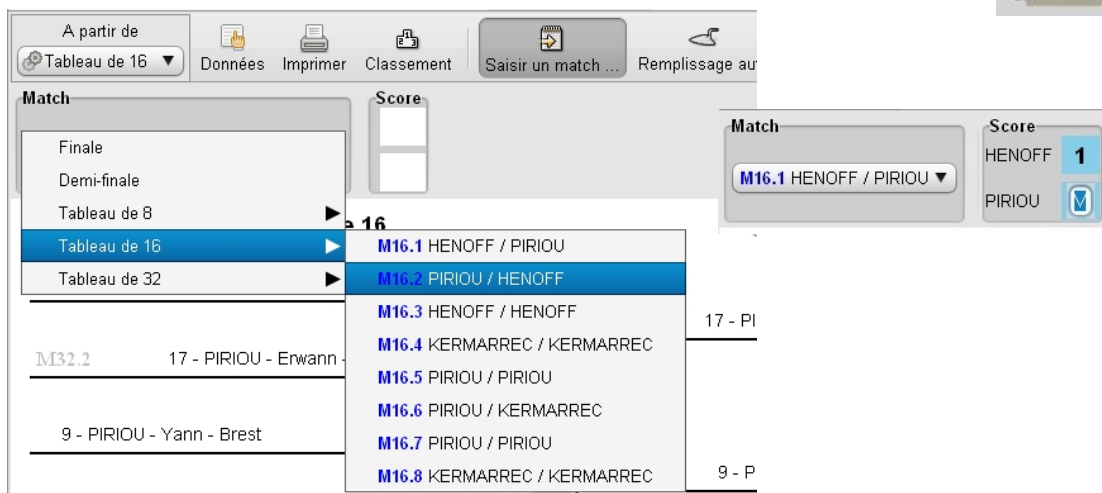 A partir de
Tableau de 16
Données
Imprimer
Classement
Saisir un match ...
Remplissage au
Match
Score
Finale
Demi-finale
Tableau de 8
Tableau de 16
Tableau de 32
16
M16.1 HENOFF / PIRIOU
M16.2 PIRIOU / HENOFF
M16.3 HENOFF / HENOFF
M16.4 KERMARREC / KERMARREC
M16.5 PIRIOU / PIRIOU
M16.6 PIRIOU / KERMARREC
M16.7 PIRIOU / PIRIOU
M16.8 KERMARREC / KERMARREC
17 - PI
M32.2 17 - PIRIOU - Erwann -
9 - PIRIOU - Yann - Brest
9 - P
Match
M16.1 HENOFF / PIRIOU
Score
HENOFF 1
PIRIOU V